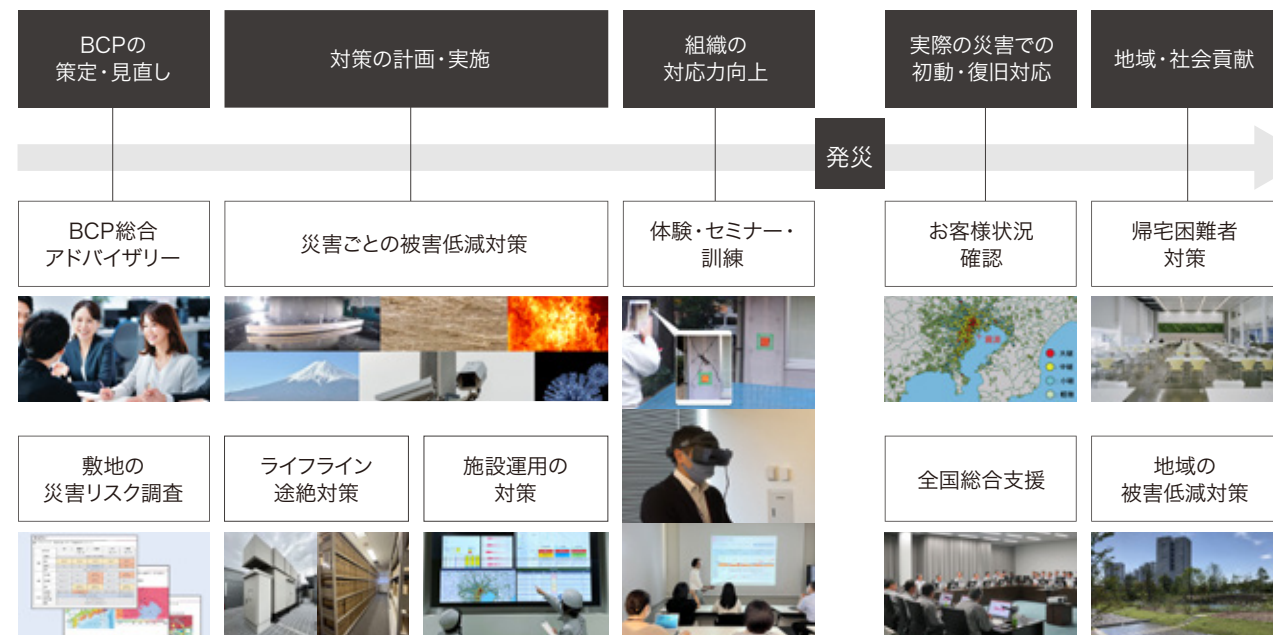 BCPの
策定・見直し
対策の計画・実施
組織の
対応力向上
実際の災害での
初動・復旧対応
地域・社会貢献
発災
BCP総合
アドバイザリー
災害ごとの被害低減対策
体験・セミナー・
訓練
お客様状況
確認
帰宅困難者
対策
敷地の
災害リスク調査
ライフライン
途絶対策
施設運用の
対策
全国総合支援
地域の
被害低減対策